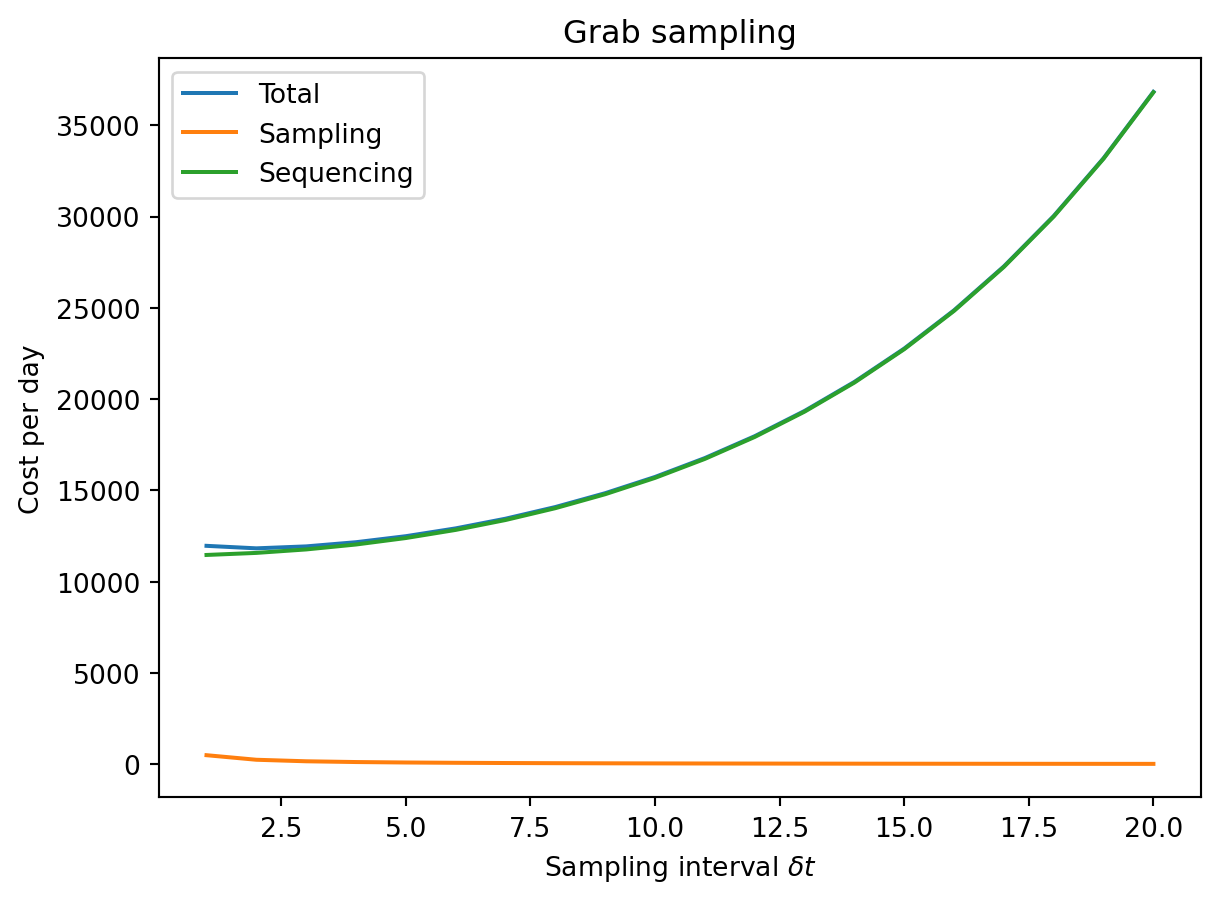 Grab sampling
Total
Sampling
Sequencing
35000
30000
25000
20000
15000
10000
5000
0
Cost per day
2.5 5.0 7.5 10.0 12.5 15.0 17.5 20.0
Sampling interval δt